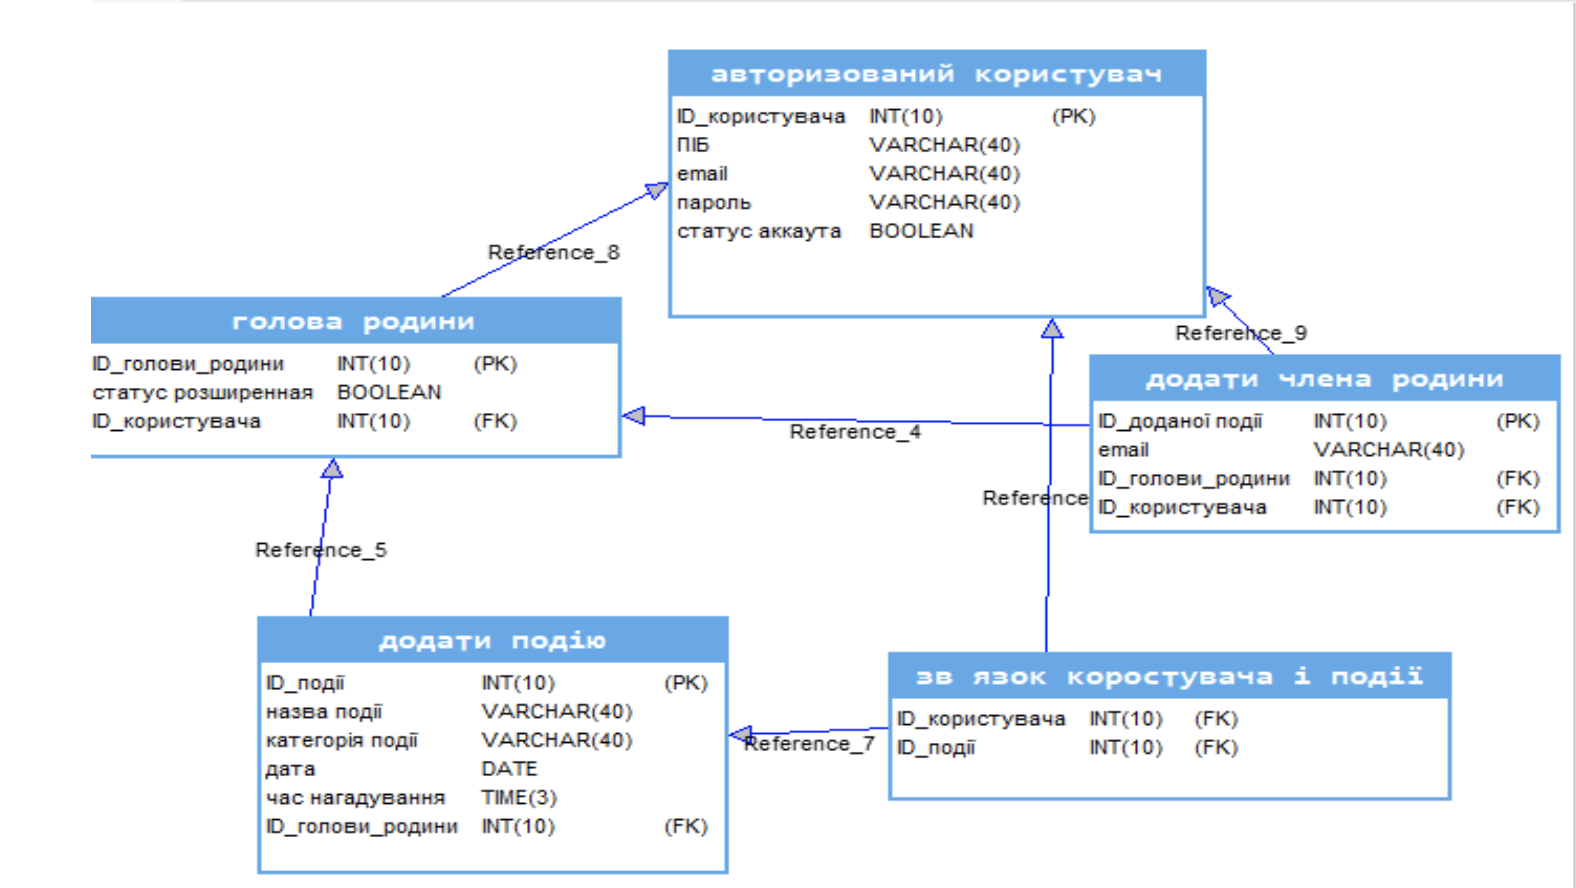 авторизований користувач
ID_користувача INT(10) (PK)
ПІБ VARCHAR(40)
email VARCHAR(40)
пароль VARCHAR(40)
статус аккаута BOOLEAN
Reference_8
голова родини
ID_голови_родини INT(10) (PK)
статус розширенная BOOLEAN
ID_користувача INT(10) (FK)
Reference_9
додати члена родини
ID_доданої події INT(10) (PK)
email VARCHAR(40)
ID_голови_родини INT(10) (FK)
ID_користувача INT(10) (FK)
Reference_4
Reference
Reference_5
додати подію
ID_події INT(10) (PK)
назва події VARCHAR(40)
категорія події VARCHAR(40)
дата DATE
час нагадування TIME(3)
ID_голови_родини INT(10) (FK)
Reference_7
зв язок коростувача і події
ID_користувача INT(10) (FK)
ID_події INT(10) (FK)